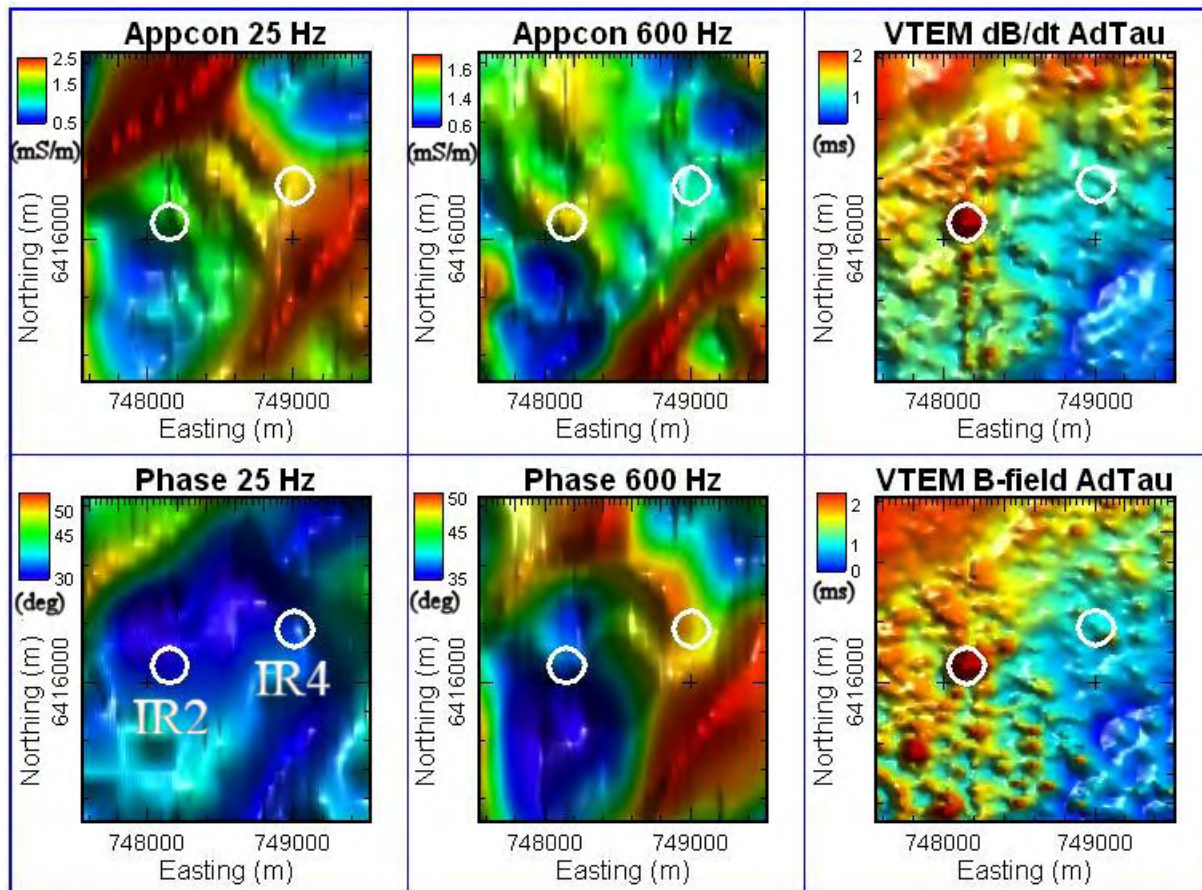 Appcon 25 Hz
2.5
1.5
0.5
(mS/m)
Northing (m)
6416000
748000 749000
Easting (m)
Appcon 600 Hz
1.6
1.4
0.6
(mS/m)
Northing (m)
6416000
748000 749000
Easting (m)
VTEM dB/dt AdTau
2
1
(ms)
Northing (m)
6416000
748000 749000
Easting (m)
Phase 25 Hz
50
45
30
(deg)
Northing (m)
6416000
IR2
IR4
748000 749000
Easting (m)
Phase 600 Hz
50
45
35
(deg)
Northing (m)
6416000
748000 749000
Easting (m)
VTEM B-field AdTau
2
1
0
(ms)
Northing (m)
6416000
748000 749000
Easting (m)